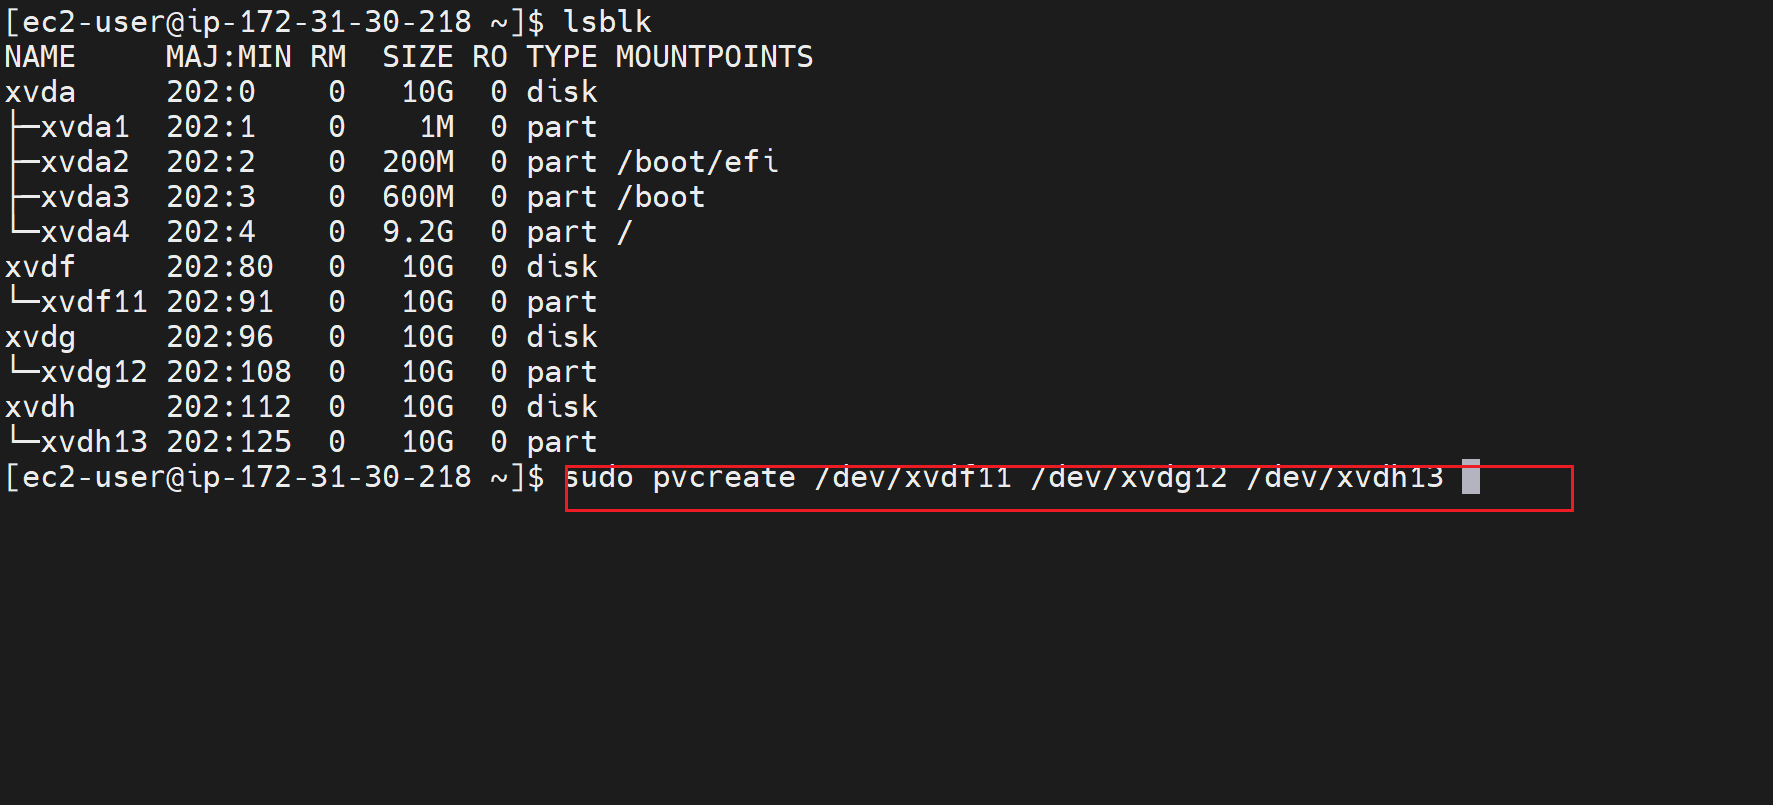 [ec2-user@ip-172-31-30-218 ~]$ lsblk
NAME     MAJ:MIN RM  SIZE RO TYPE MOUNTPOINTS
xvda     202:0    0   10G  0 disk
├─xvda1  202:1    0    1M  0 part
├─xvda2  202:2    0  200M  0 part /boot/efi
├─xvda3  202:3    0  600M  0 part /boot
└─xvda4  202:4    0  9.2G  0 part /
xvdf     202:80   0   10G  0 disk
└─xvdf11 202:91   0   10G  0 part
xvdg     202:96   0   10G  0 disk
└─xvdg12 202:108  0   10G  0 part
xvdh     202:112  0   10G  0 disk
└─xvdh13 202:125  0   10G  0 part
[ec2-user@ip-172-31-30-218 ~]$ sudo pvcreate /dev/xvdf11 /dev/xvdg12 /dev/xvdh13